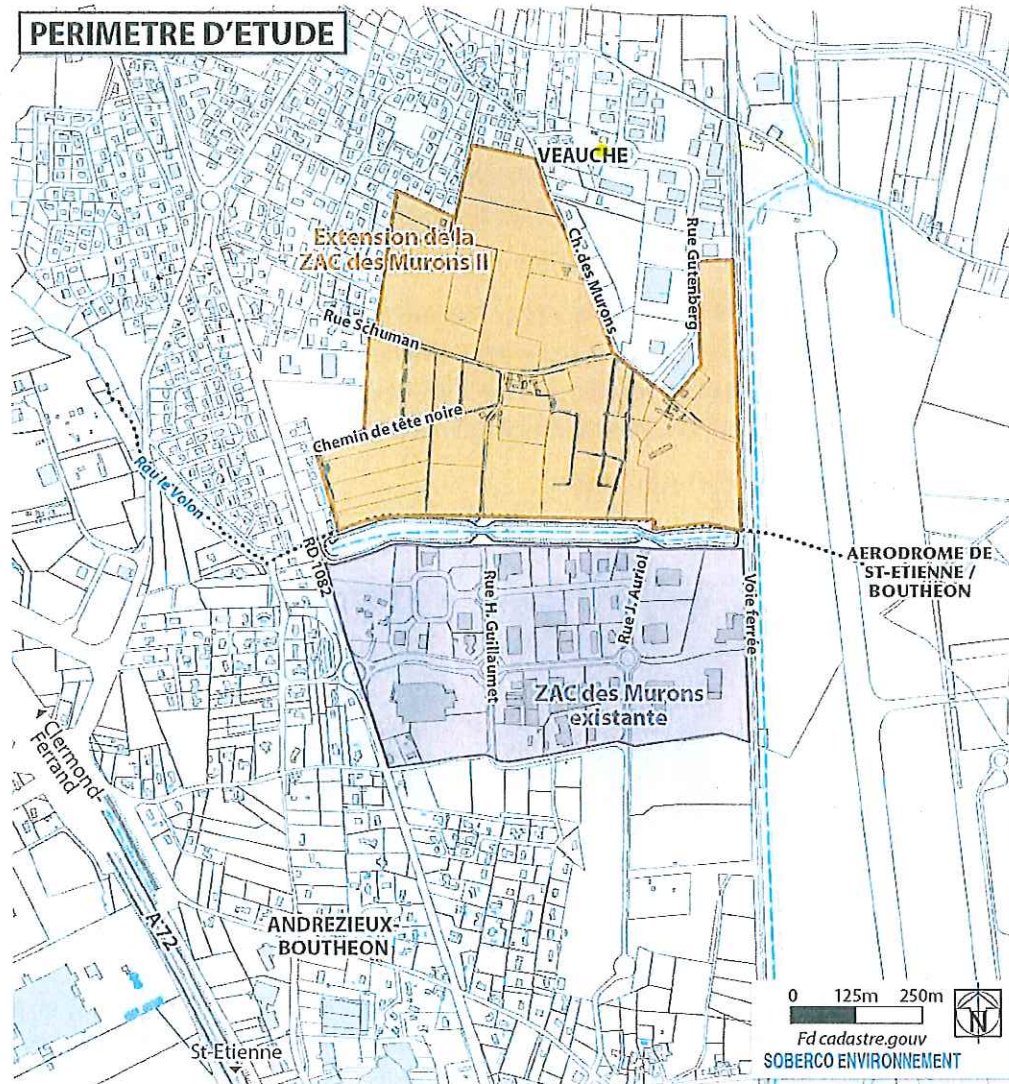 PERIMETRE D'ETUDE
VEAUCHE
Extension de la
ZAC des Murons II
Ch. des Murons
Rue Gutenberg
Rue Schuman
Chemin de tête noire
Rau le Volon
RD 1082
AERODROME DE
ST-ETIENNE /
BOUTHEON
Rue H. Guillaumet
Rue J. Auriol
Voie ferrée
ZAC des Murons
existante
Clermond-
Ferrand
A 72
ANDREZIEUX-
BOUTHEON
St-Etienne
0 125m 250m
N
Fd cadastre.gouv
SOBERCO ENVIRONNEMENT